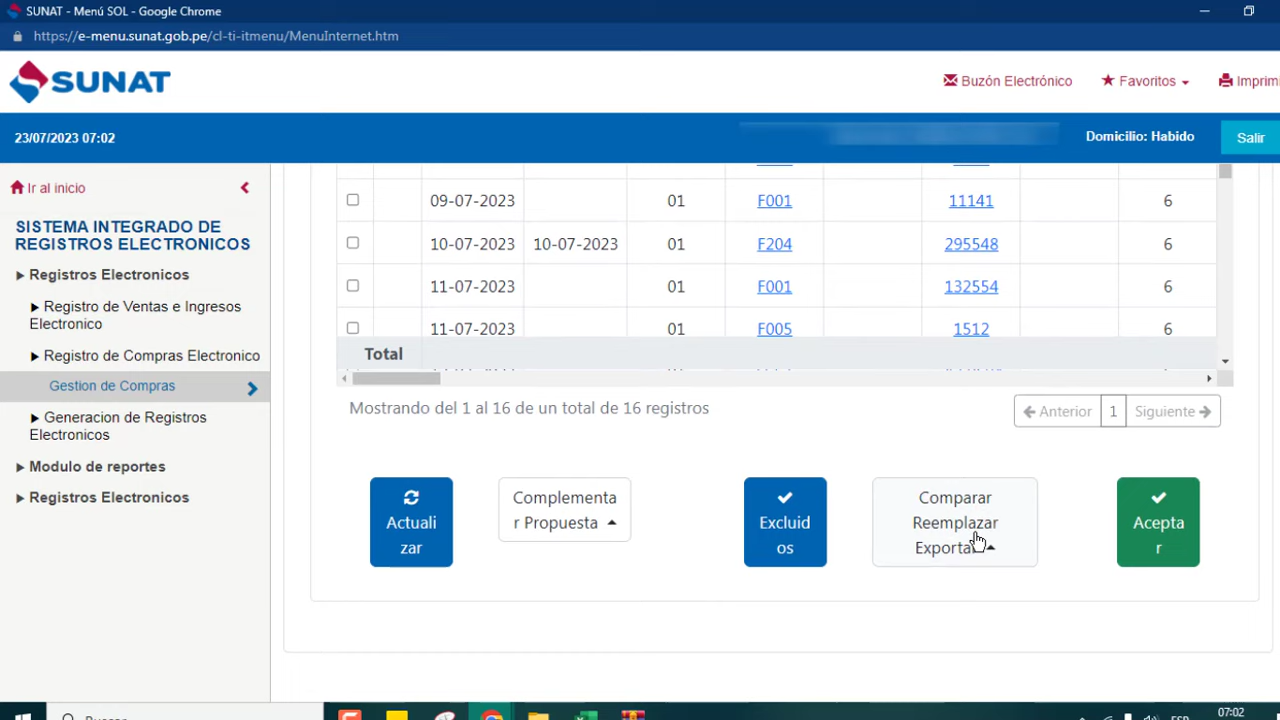 SUNAT - Menú SOL - Google Chrome
https://e-menu.sunat.gob.pe/cl-ti-itmenu/MenuInternet.htm
SUNAT
Buzón Electrónico
Favoritos
Imprimi
23/07/2023 07:02
Domicilio: Habido
Salir
Ir al inicio
SISTEMA INTEGRADO DE
REGISTROS ELECTRONICOS
Registros Electronicos
Registro de Ventas e Ingresos
Electronico
Registro de Compras Electronico
Gestion de Compras
Generacion de Registros
Electronicos
Modulo de reportes
Registros Electronicos
09-07-2023 01 F001 11141 6
10-07-2023 10-07-2023 01 F204 295548 6
11-07-2023 01 F001 132554 6
11-07-2023 01 F005 1512 6
Total
Mostrando del 1 al 16 de un total de 16 registros
Anterior 1 Siguiente
Actuali
zar
Complementa
r Propuesta
Excluid
os
Comparar
Reemplazar
Exportar
Acepta
r
Buscar
07:02